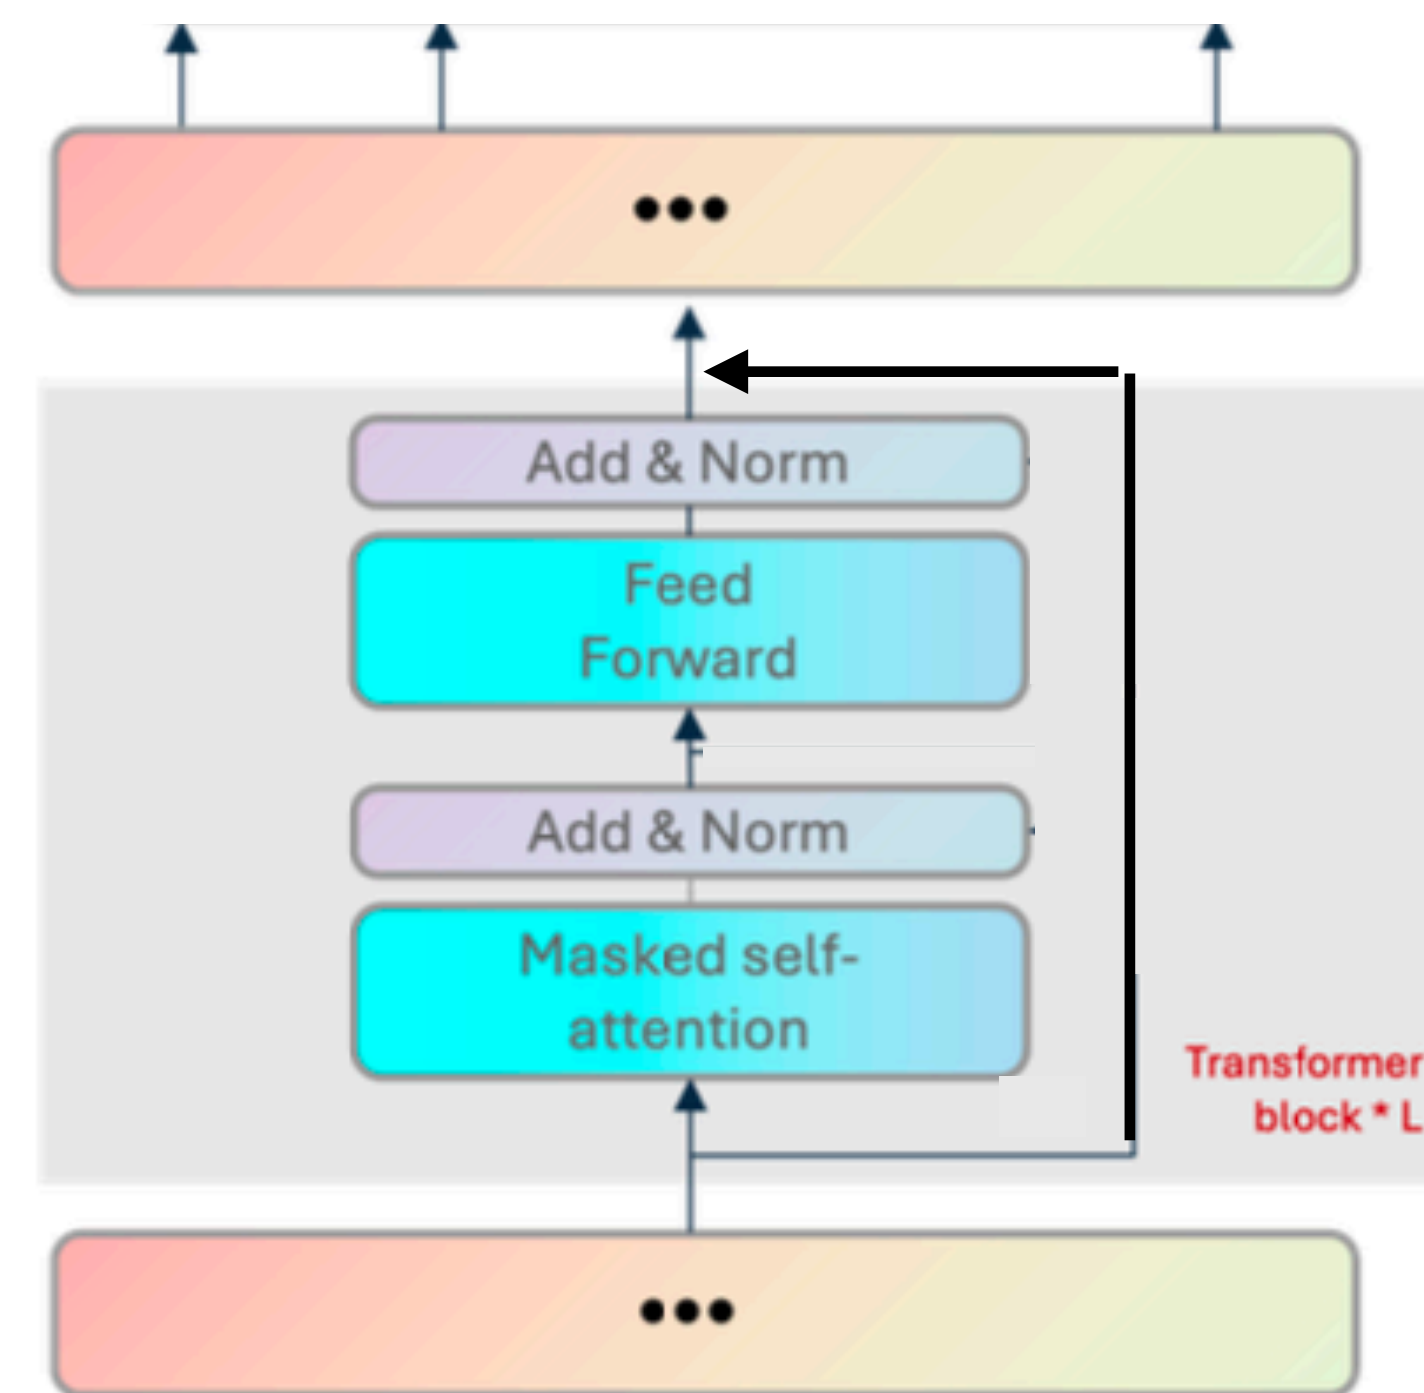 •••
Add & Norm
Feed
Forward
Add & Norm
Masked self-
attention
Transformer
block * L
•••